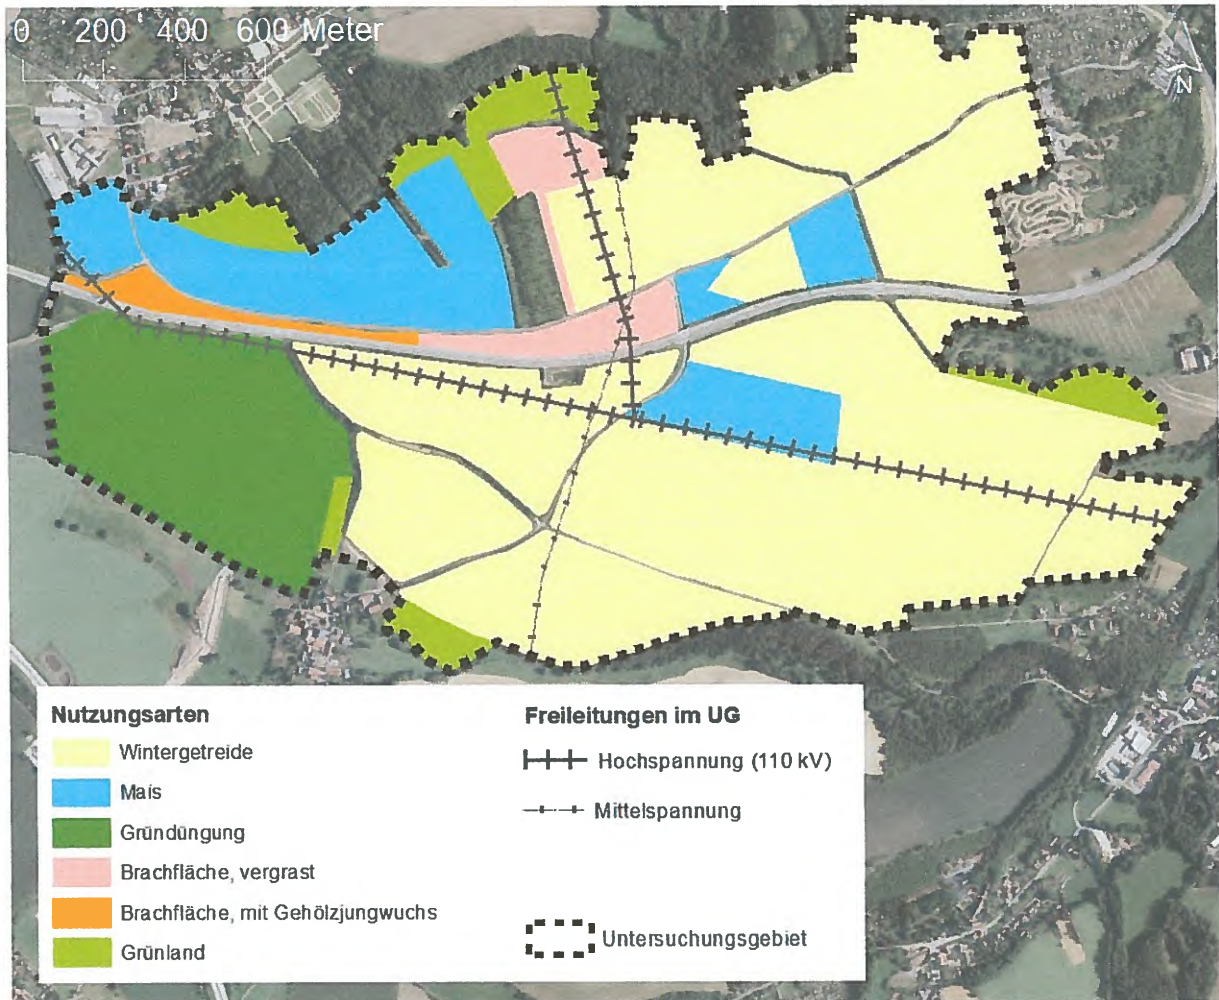 0 200 400 600 Meter
N
Nutzungsarten
Wintergetreide
Mais
Gründüngung
Brachfläche, vergrast
Brachfläche, mit Gehölzjungwuchs
Grünland
Freileitungen im UG
Hochspannung (110 kV)
Mittelspannung
Untersuchungsgebiet